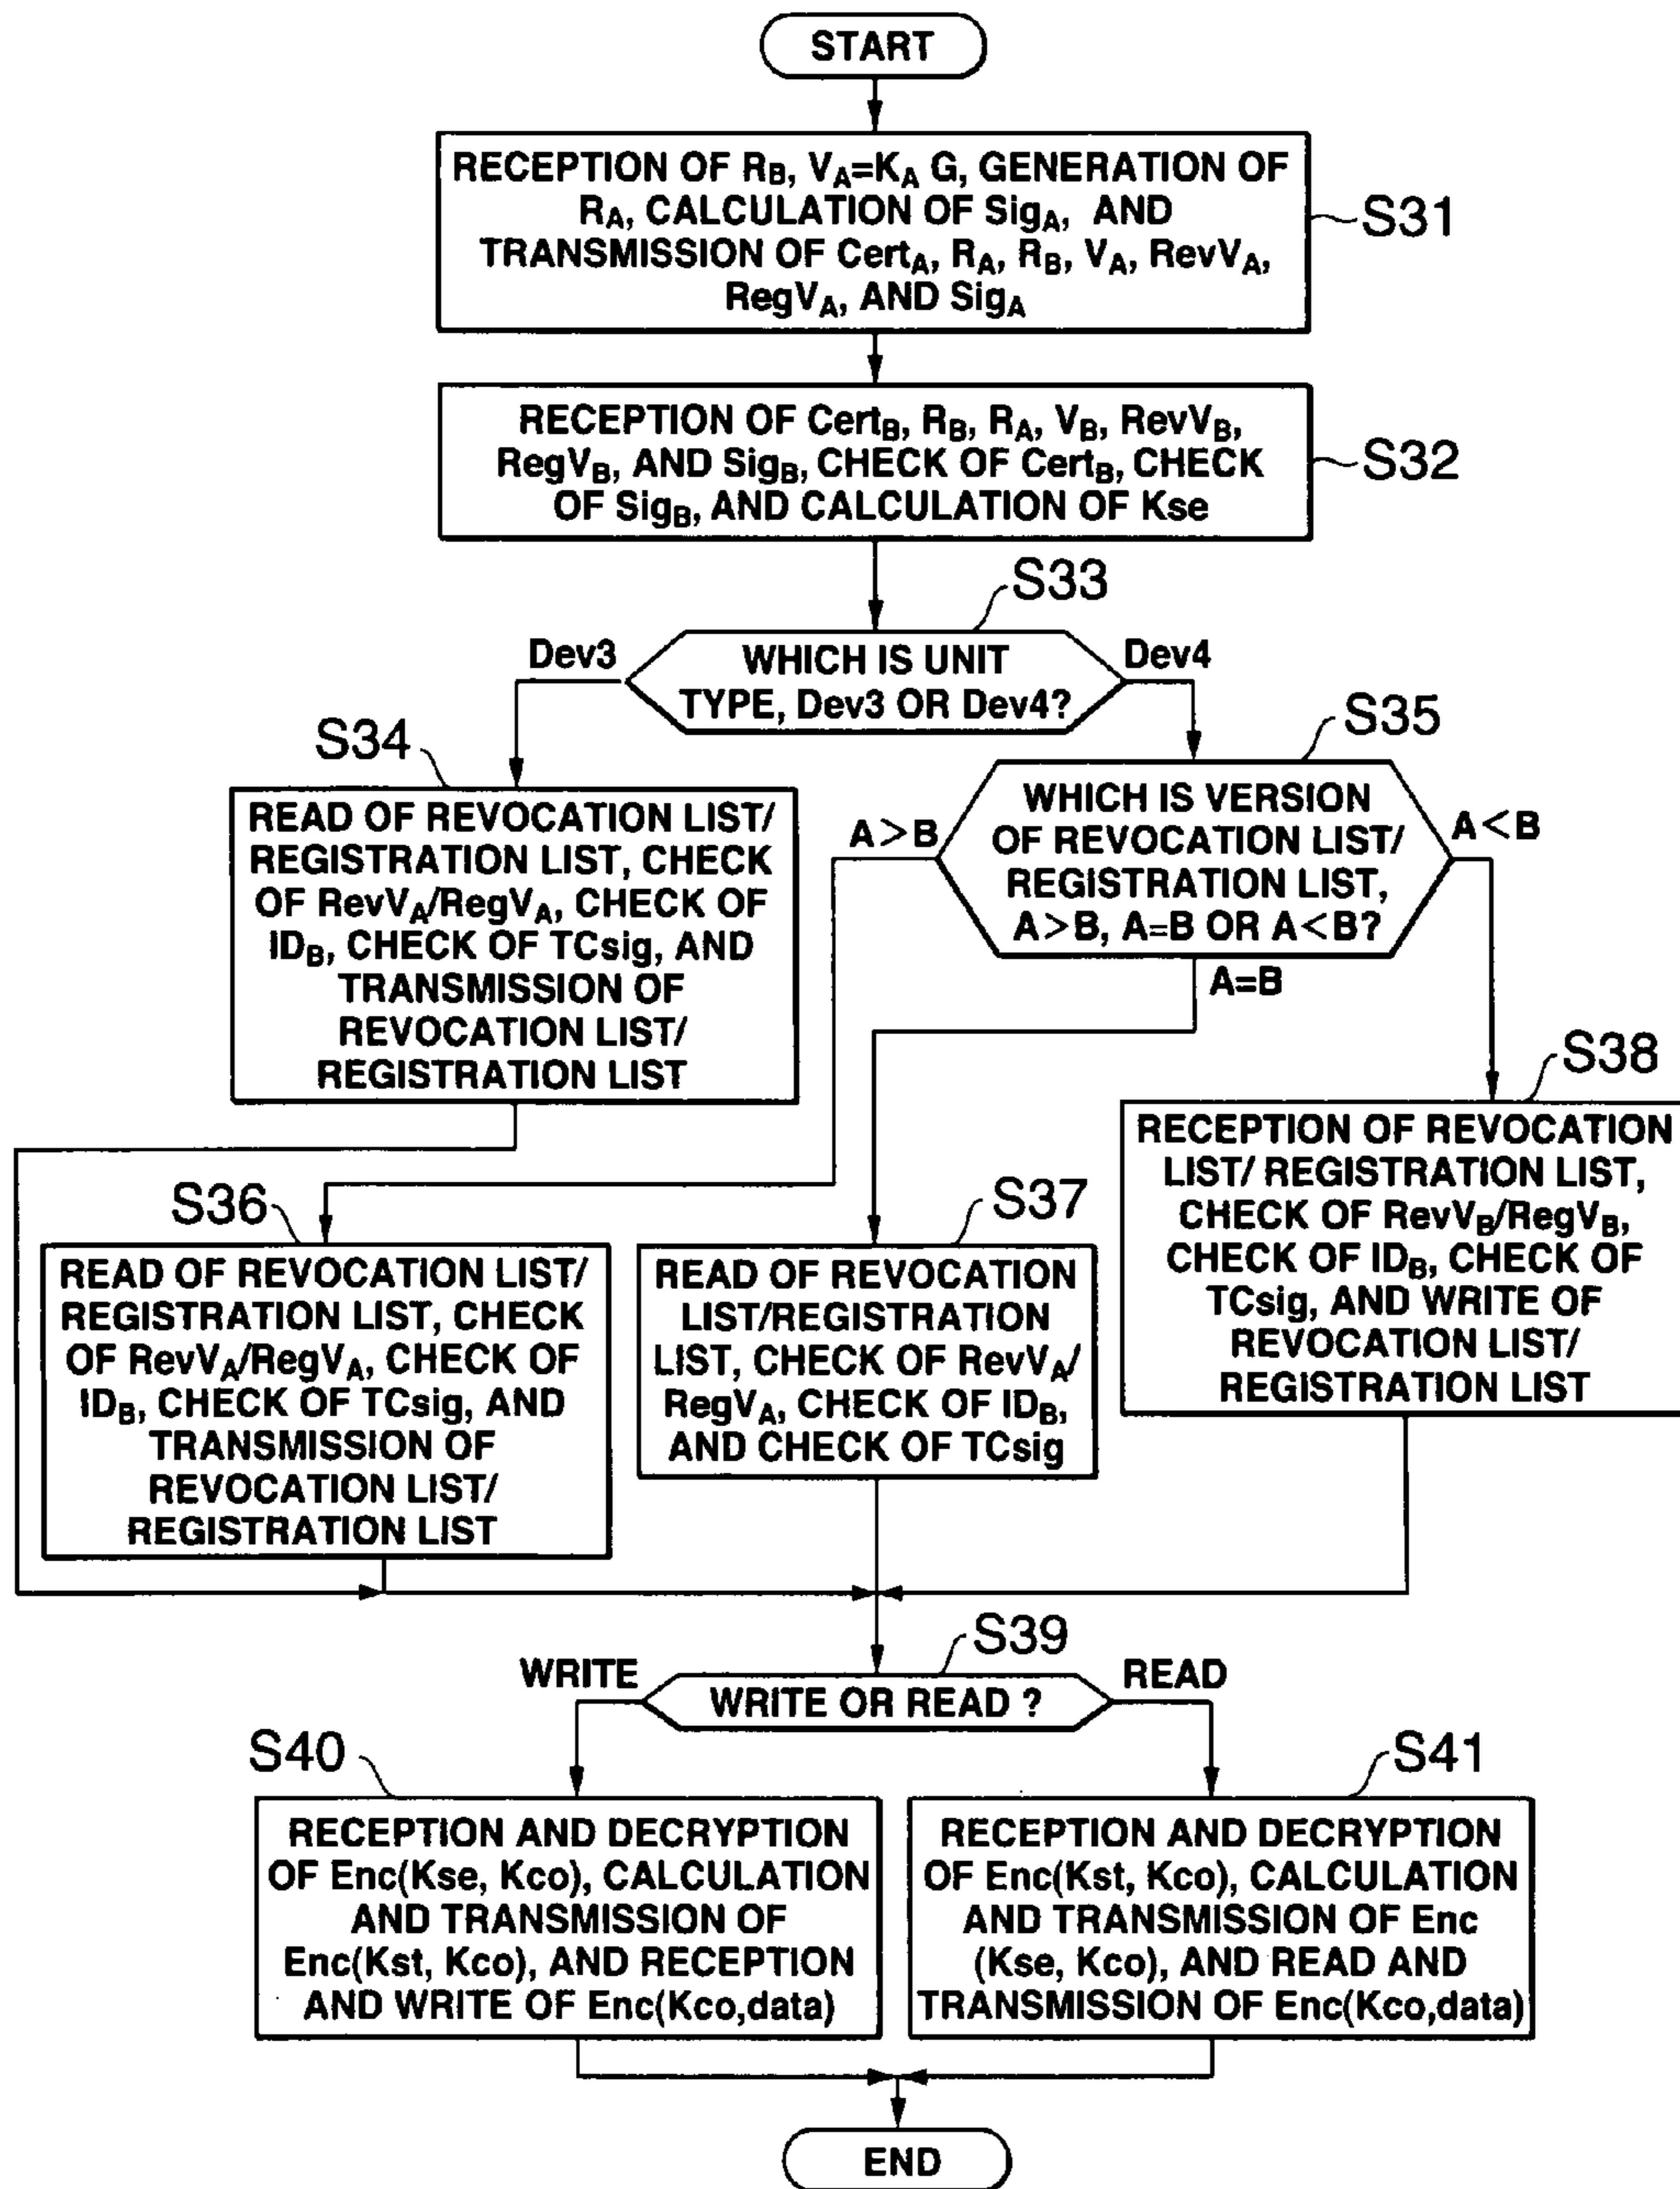 START
RECEPTION OF RB, VA=KA G, GENERATION OF
RA, CALCULATION OF SigA, AND
TRANSMISSION OF CertA, RA, RB, VA, RevVA,
RegVA, AND SigA
S31
RECEPTION OF CertB, RB, RA, VB, RevVB,
RegVB, AND SigB, CHECK OF CertB, CHECK
OF SigB, AND CALCULATION OF Kse
S32
S33
Dev3
WHICH IS UNIT
TYPE, Dev3 OR Dev4?
Dev4
S34
READ OF REVOCATION LIST/
REGISTRATION LIST, CHECK
OF RevVA/RegVA, CHECK OF
IDB, CHECK OF TCsig, AND
TRANSMISSION OF
REVOCATION LIST/
REGISTRATION LIST
S35
A>B
WHICH IS VERSION
OF REVOCATION LIST/
REGISTRATION LIST,
A>B, A=B OR A<B?
A<B
A=B
S36
READ OF REVOCATION LIST/
REGISTRATION LIST, CHECK
OF RevVA/RegVA, CHECK OF
IDB, CHECK OF TCsig, AND
TRANSMISSION OF
REVOCATION LIST/
REGISTRATION LIST
S37
READ OF REVOCATION
LIST/REGISTRATION
LIST, CHECK OF RevVA/
RegVA, CHECK OF IDB,
AND CHECK OF TCsig
S38
RECEPTION OF REVOCATION
LIST/ REGISTRATION LIST,
CHECK OF RevVB/RegVB,
CHECK OF IDB, CHECK OF
TCsig, AND WRITE OF
REVOCATION LIST/
REGISTRATION LIST
S39
WRITE
WRITE OR READ ?
READ
S40
RECEPTION AND DECRYPTION
OF Enc(Kse, Kco), CALCULATION
AND TRANSMISSION OF
Enc(Kst, Kco), AND RECEPTION
AND WRITE OF Enc(Kco,data)
S41
RECEPTION AND DECRYPTION
OF Enc(Kst, Kco), CALCULATION
AND TRANSMISSION OF Enc
(Kse, Kco), AND READ AND
TRANSMISSION OF Enc(Kco,data)
END